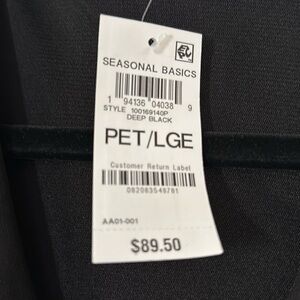 SEASONAL BASICS
1 94136 04038 9
STYLE 100169140P
DEEP BLACK
PET/LGE
Customer Return Label
082083548781
AA01-001
$89.50